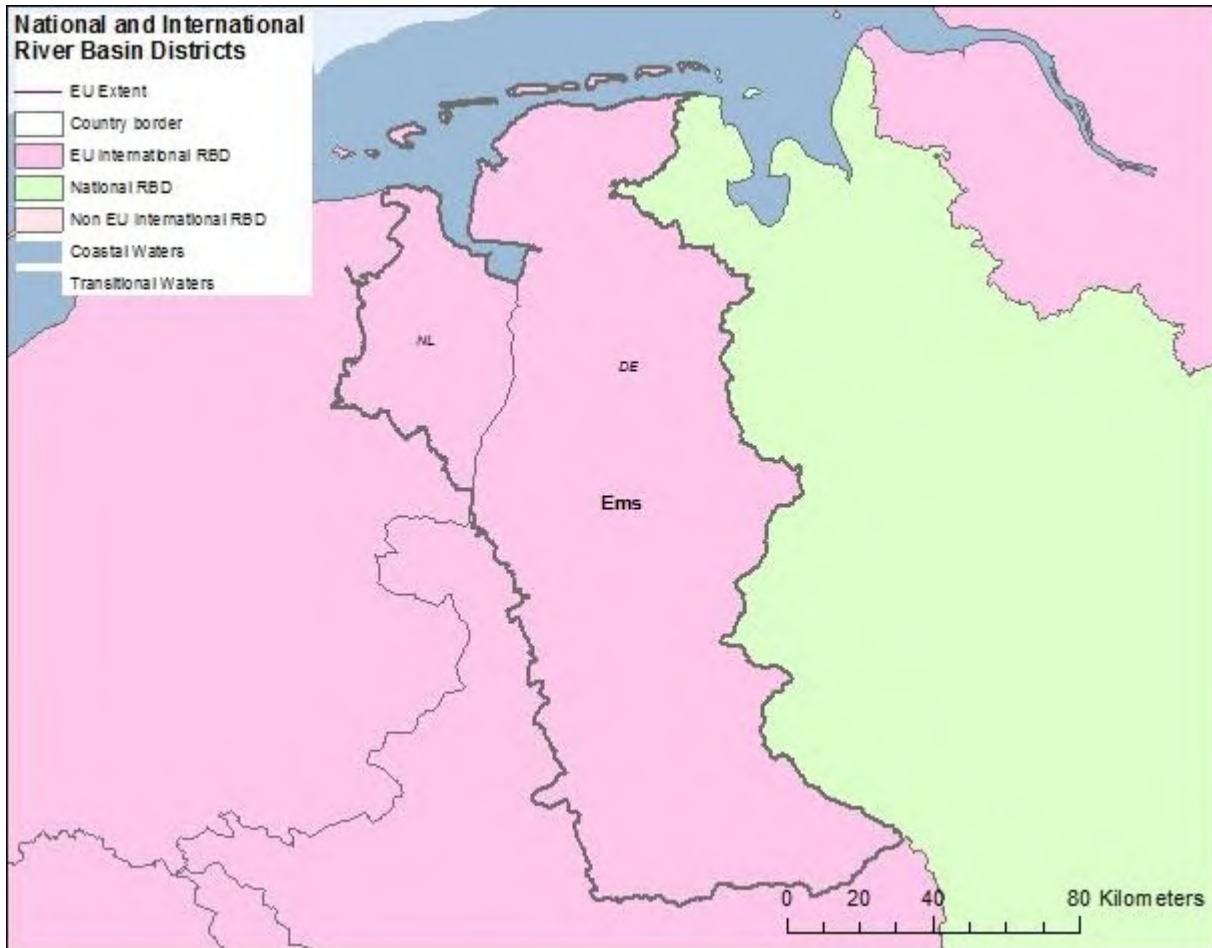 National and International
River Basin Districts
EU Extent
Country border
EU International RBD
National RBD
Non EU International RBD
Coastal Waters
Transitional Waters
NL
DE
Ems
0 20 40 80 Kilometers